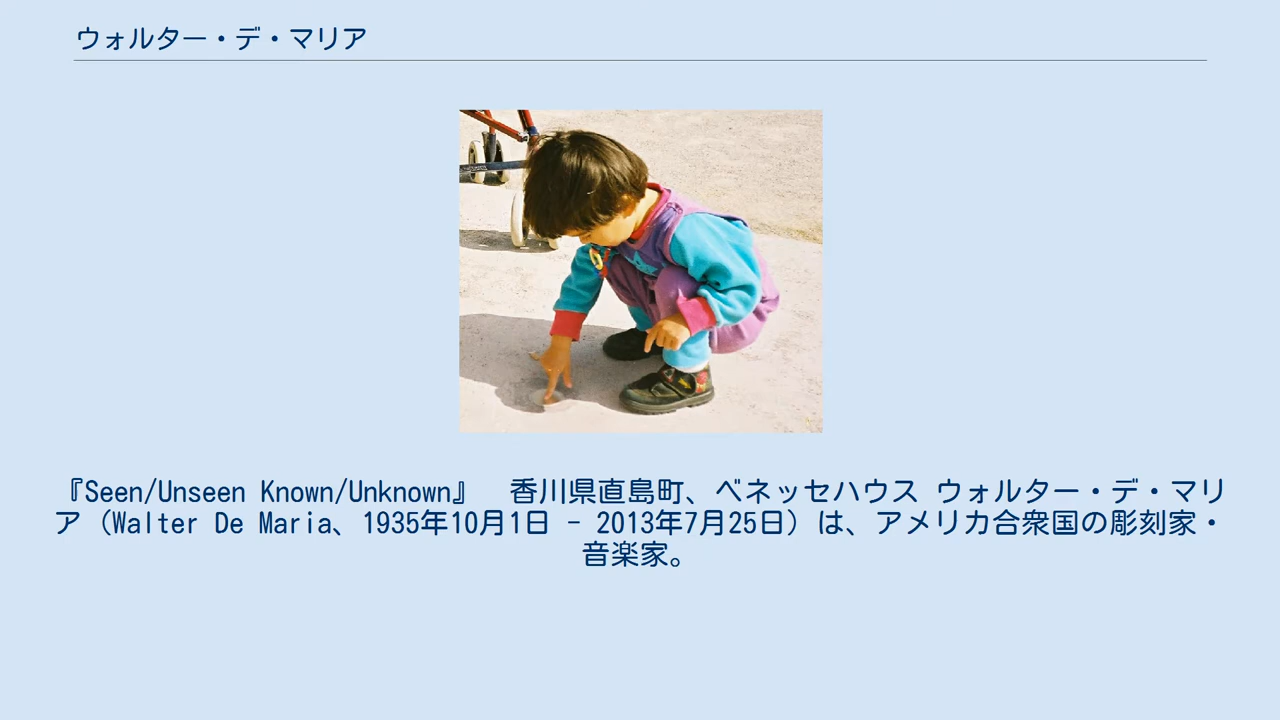 ウォルター・デ・マリア
『Seen/Unseen Known/Unknown』　香川県直島町、ベネッセハウス ウォルター・デ・マリ
ア（Walter De Maria、1935年10月1日 - 2013年7月25日）は、アメリカ合衆国の彫刻家・
音楽家。